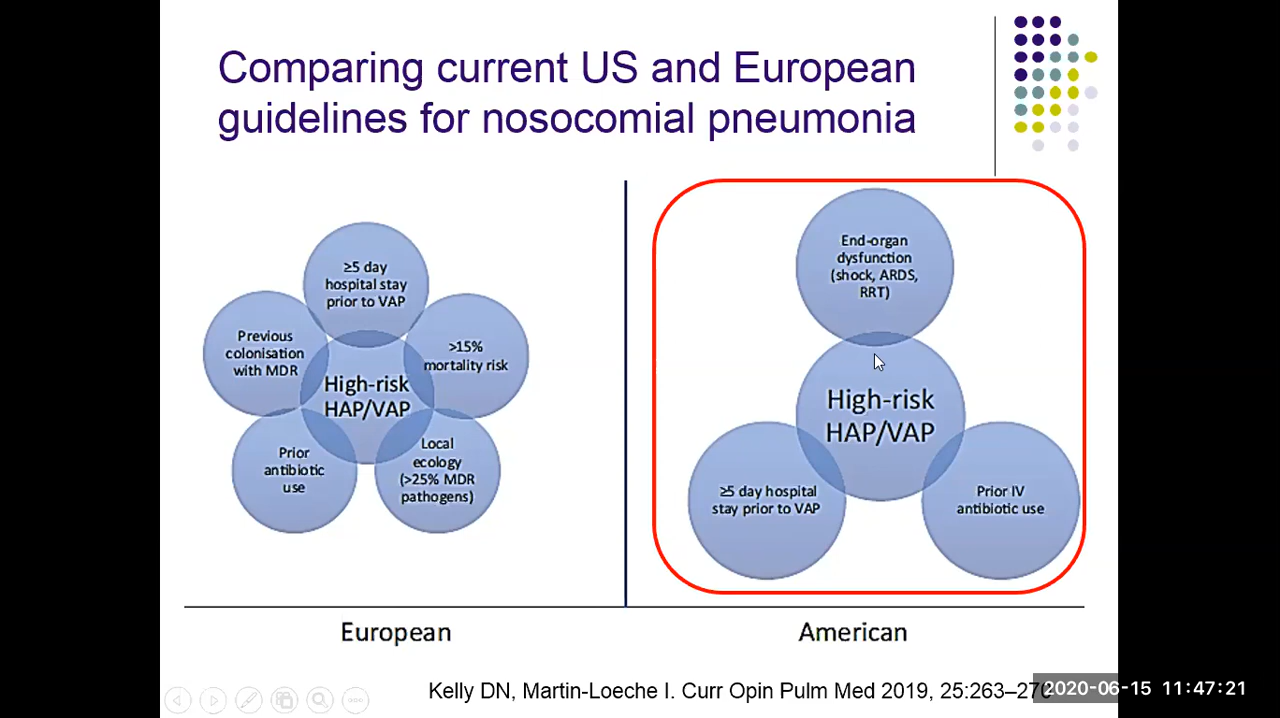 Comparing current US and European
guidelines for nosocomial pneumonia
≥5 day
hospital stay
prior to VAP
Previous
colonisation
with MDR
>15%
mortality risk
High-risk
HAP/VAP
Prior
antibiotic
use
Local
ecology
(>25% MDR
pathogens)
European
End-organ
dysfunction
(shock, ARDS,
RRT)
High-risk
HAP/VAP
≥5 day hospital
stay prior to VAP
Prior IV
antibiotic use
American
Kelly DN, Martin-Loeche I. Curr Opin Pulm Med 2019, 25:263–270
2020-06-15 11:47:21